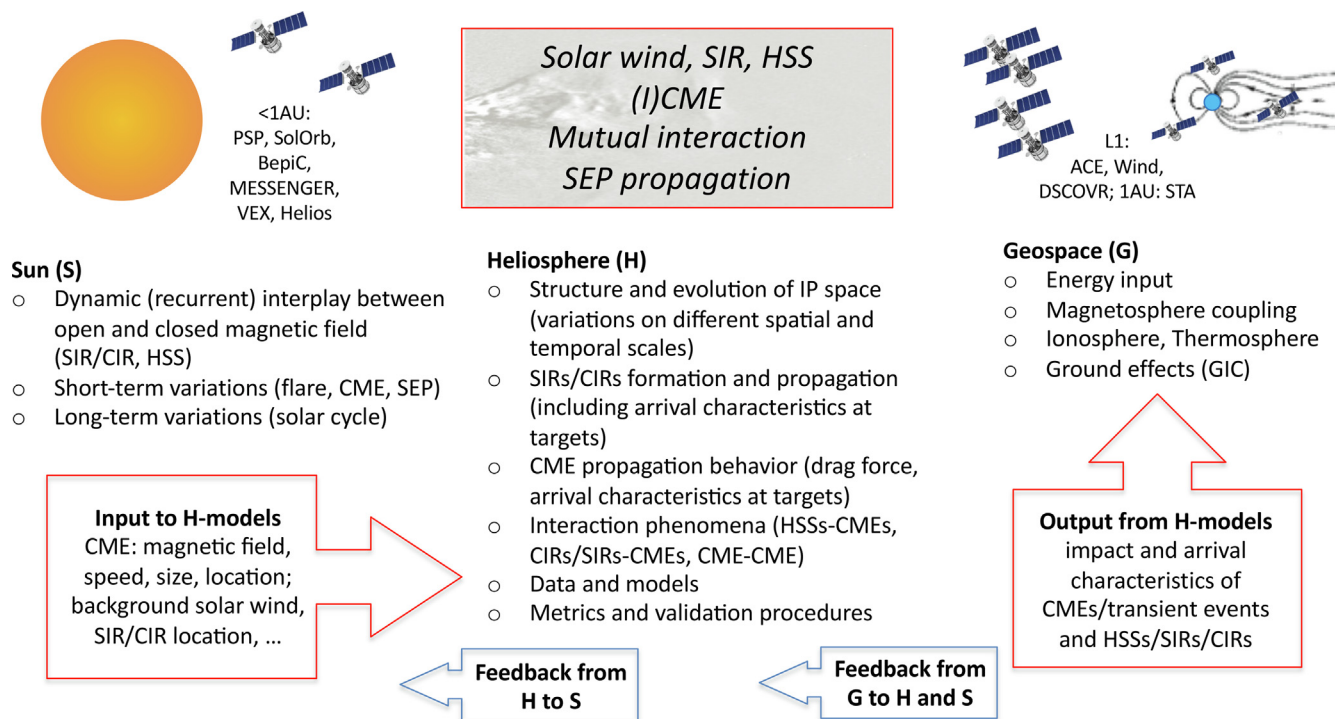 <1AU:
PSP, SolOrb,
BepiC,
MESSENGER,
VEX, Helios
Solar wind, SIR, HSS
(I)CME
Mutual interaction
SEP propagation
L1:
ACE, Wind,
DSCOVR; 1AU: STA
Sun (S)
o Dynamic (recurrent) interplay between
open and closed magnetic field
(SIR/CIR, HSS)
o Short-term variations (flare, CME, SEP)
o Long-term variations (solar cycle)
Input to H-models
CME: magnetic field,
speed, size, location;
background solar wind,
SIR/CIR location, ...
Heliosphere (H)
o Structure and evolution of IP space
(variations on different spatial and
temporal scales)
o SIRs/CIRs formation and propagation
(including arrival characteristics at
targets)
o CME propagation behavior (drag force,
arrival characteristics at targets)
o Interaction phenomena (HSSs-CMEs,
CIRs/SIRs-CMEs, CME-CME)
o Data and models
o Metrics and validation procedures
Geospace (G)
o Energy input
o Magnetosphere coupling
o Ionosphere, Thermosphere
o Ground effects (GIC)
Output from H-models
impact and arrival
characteristics of
CMEs/transient events
and HSSs/SIRs/CIRs
Feedback from
H to S
Feedback from
G to H and S